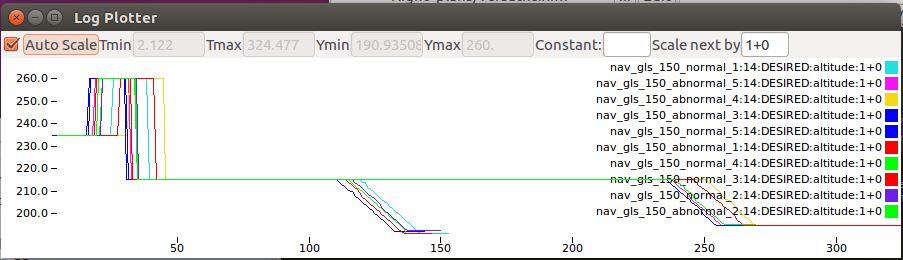 Log Plotter
Auto Scale Tmin 2.122 Tmax 324.477 Ymin 190.93508 Ymax 260. Constant: Scale next by 1+0
nav_gls_150_normal_1:14:DESIRED:altitude:1+0
260.0
nav_gls_150_abnormal_5:14:DESIRED:altitude:1+0
250.0
nav_gls_150_abnormal_4:14:DESIRED:altitude:1+0
240.0
nav_gls_150_abnormal_3:14:DESIRED:altitude:1+0
nav_gls_150_normal_5:14:DESIRED:altitude:1+0
230.0
nav_gls_150_abnormal_1:14:DESIRED:altitude:1+0
220.0
nav_gls_150_normal_4:14:DESIRED:altitude:1+0
210.0
nav_gls_150_normal_3:14:DESIRED:altitude:1+0
nav_gls_150_normal_2:14:DESIRED:altitude:1+0
200.0
nav_gls_150_abnormal_2:14:DESIRED:altitude:1+0
50 100 150 200 250 300